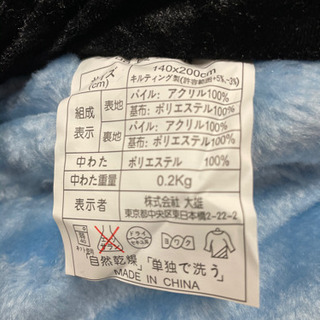 サイズ 140x200cm
(cm) キルティング製(許容範囲+5%,-3%)
組成 表地 パイル:アクリル100%
基布:ポリエステル100%
表示 裏地 パイル:アクリル100%
基布:ポリエステル100%
中わた ポリエステル 100%
中わた重量 0.2Kg
表示者 株式会社 大雄
東京都中央区東日本橋2-22-2
ドライ
「自然乾燥」「単独で洗う」
MADE IN CHINA